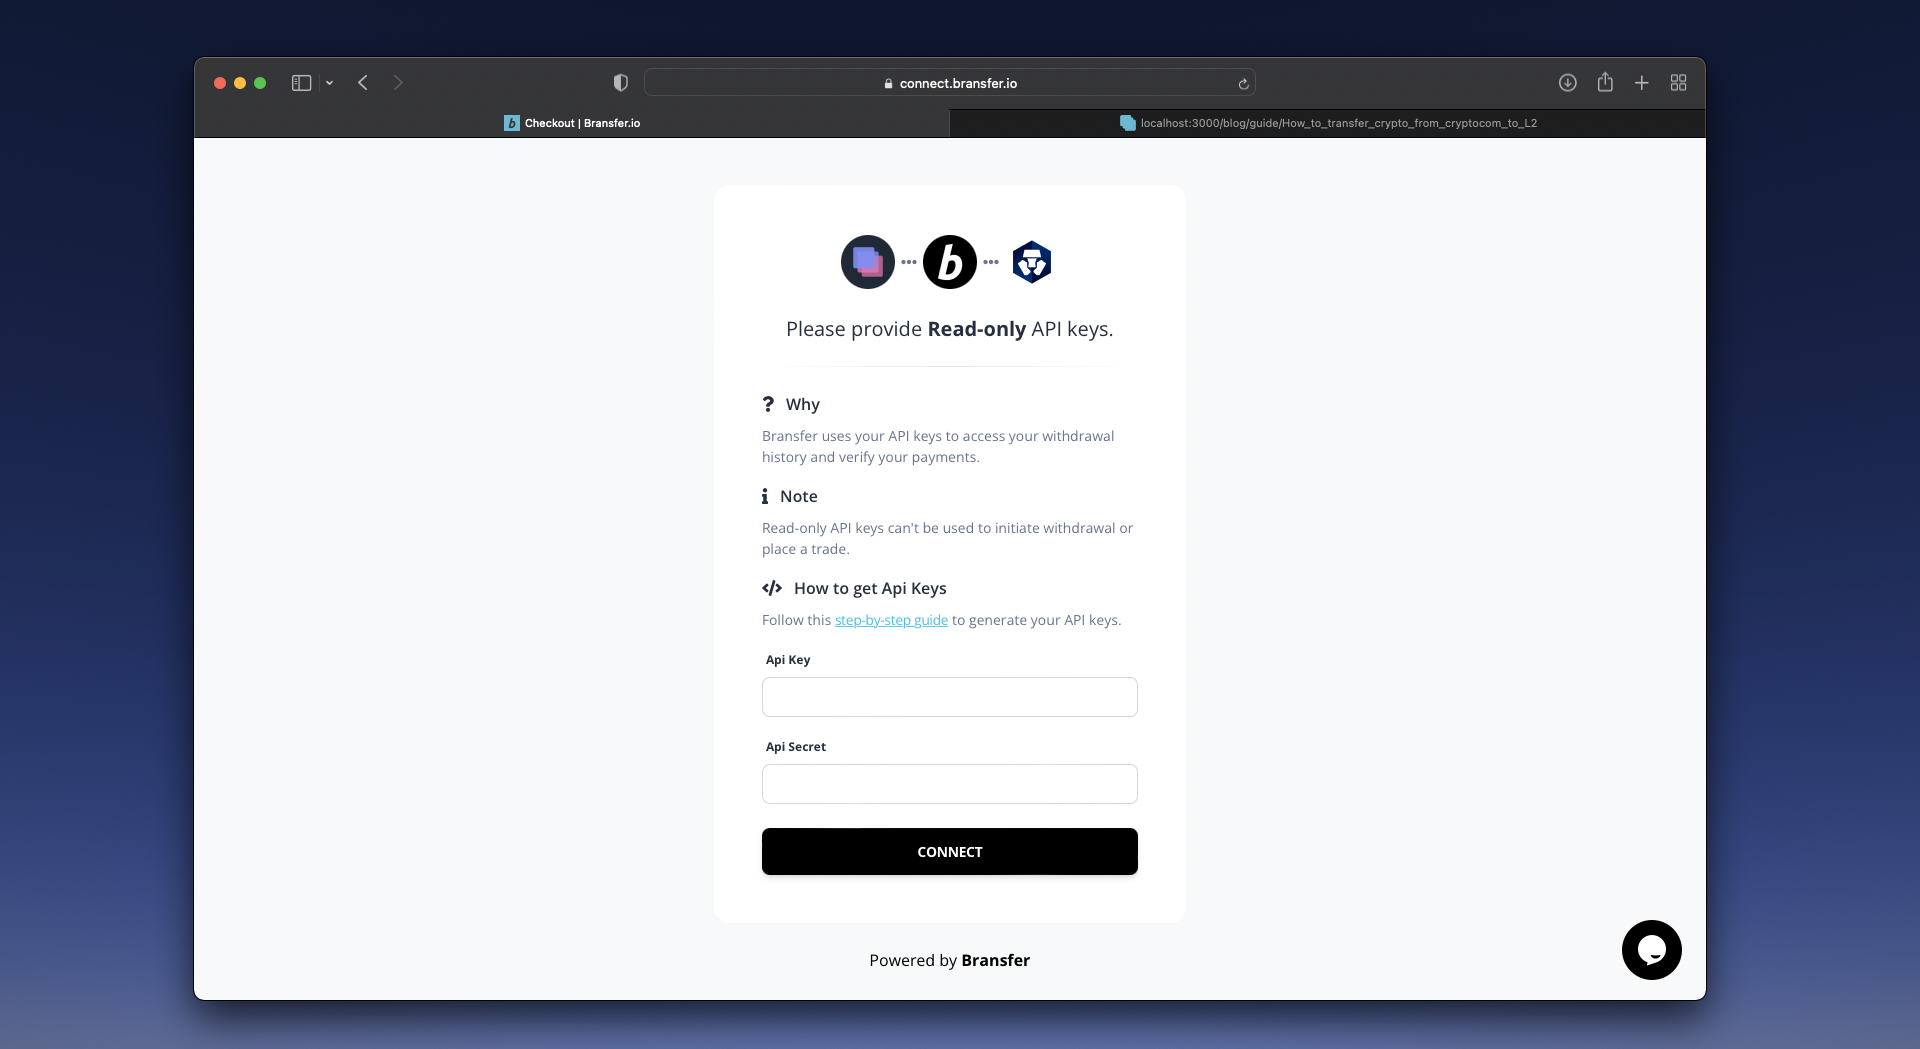 connect.bransfer.io
b Checkout | Bransfer.io
localhost:3000/blog/guide/How_to_transfer_crypto_from_cryptocom_to_L2
b
Please provide Read-only API keys.
? Why
Bransfer uses your API keys to access your withdrawal
history and verify your payments.
i Note
Read-only API keys can't be used to initiate withdrawal or
place a trade.
</> How to get Api Keys
Follow this step-by-step guide to generate your API keys.
Api Key
Api Secret
CONNECT
Powered by Bransfer